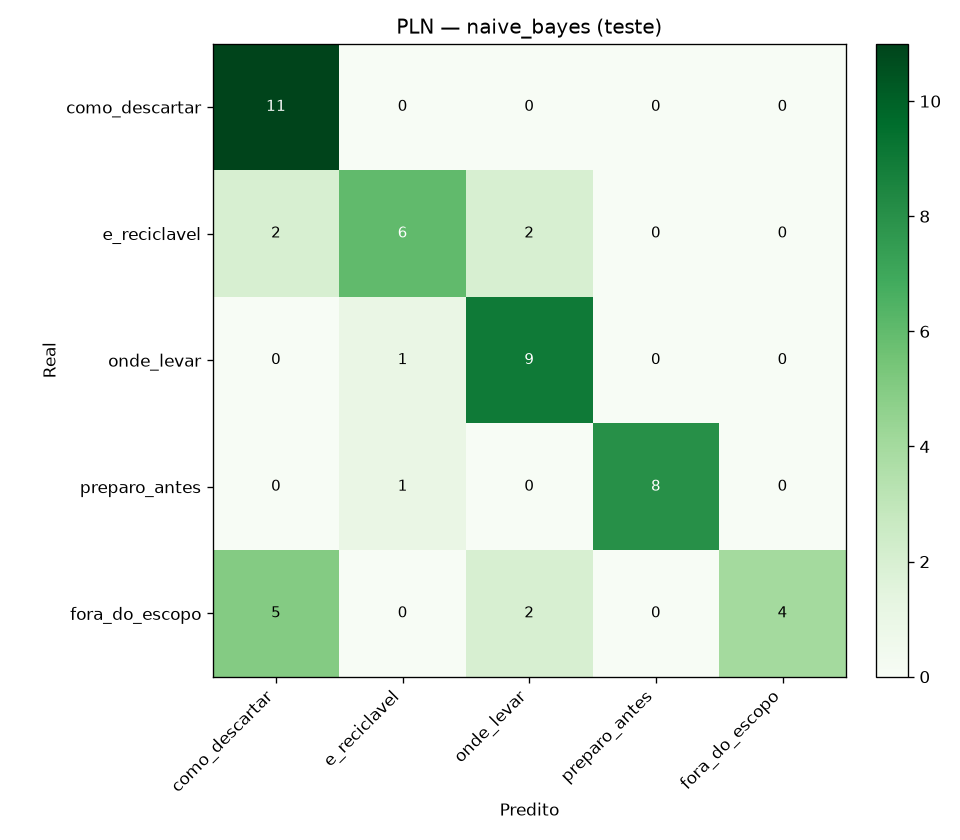 PLN — naive_bayes (teste)
como_descartar 11 0 0 0 0
e_reciclavel 2 6 2 0 0
onde_levar 0 1 9 0 0
preparo_antes 0 1 0 8 0
fora_do_escopo 5 0 2 0 4
Real
como_descartar e_reciclavel onde_levar preparo_antes fora_do_escopo
Predito
10
8
6
4
2
0